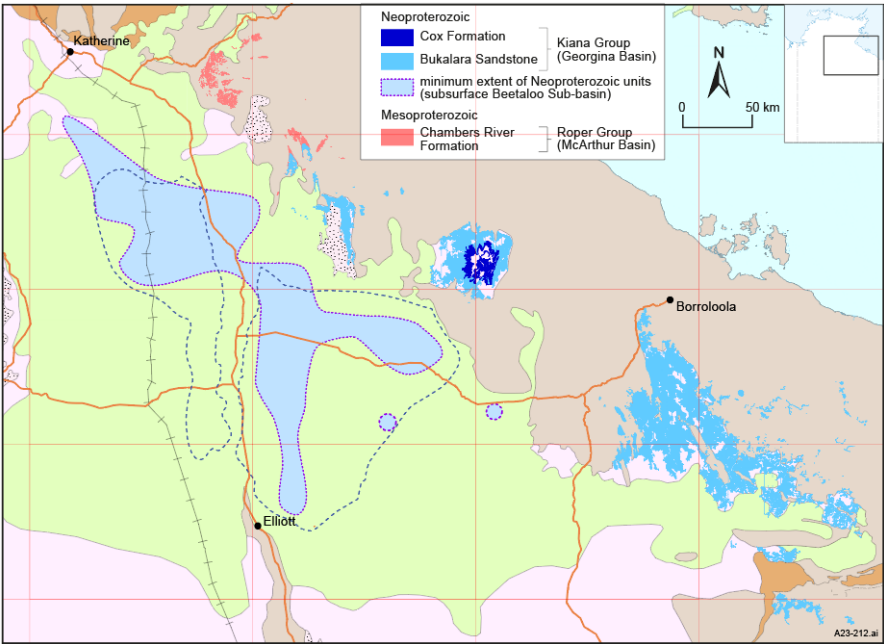 Neoproterozoic
Cox Formation
Bukalara Sandstone
Kiana Group
(Georgina Basin)
minimum extent of Neoproterozoic units
(subsurface Beetaloo Sub-basin)
Mesoproterozoic
Chambers River
Formation
Roper Group
(McArthur Basin)
N
0 50 km
Katherine
Borroloola
Elliott
A23-212.ai